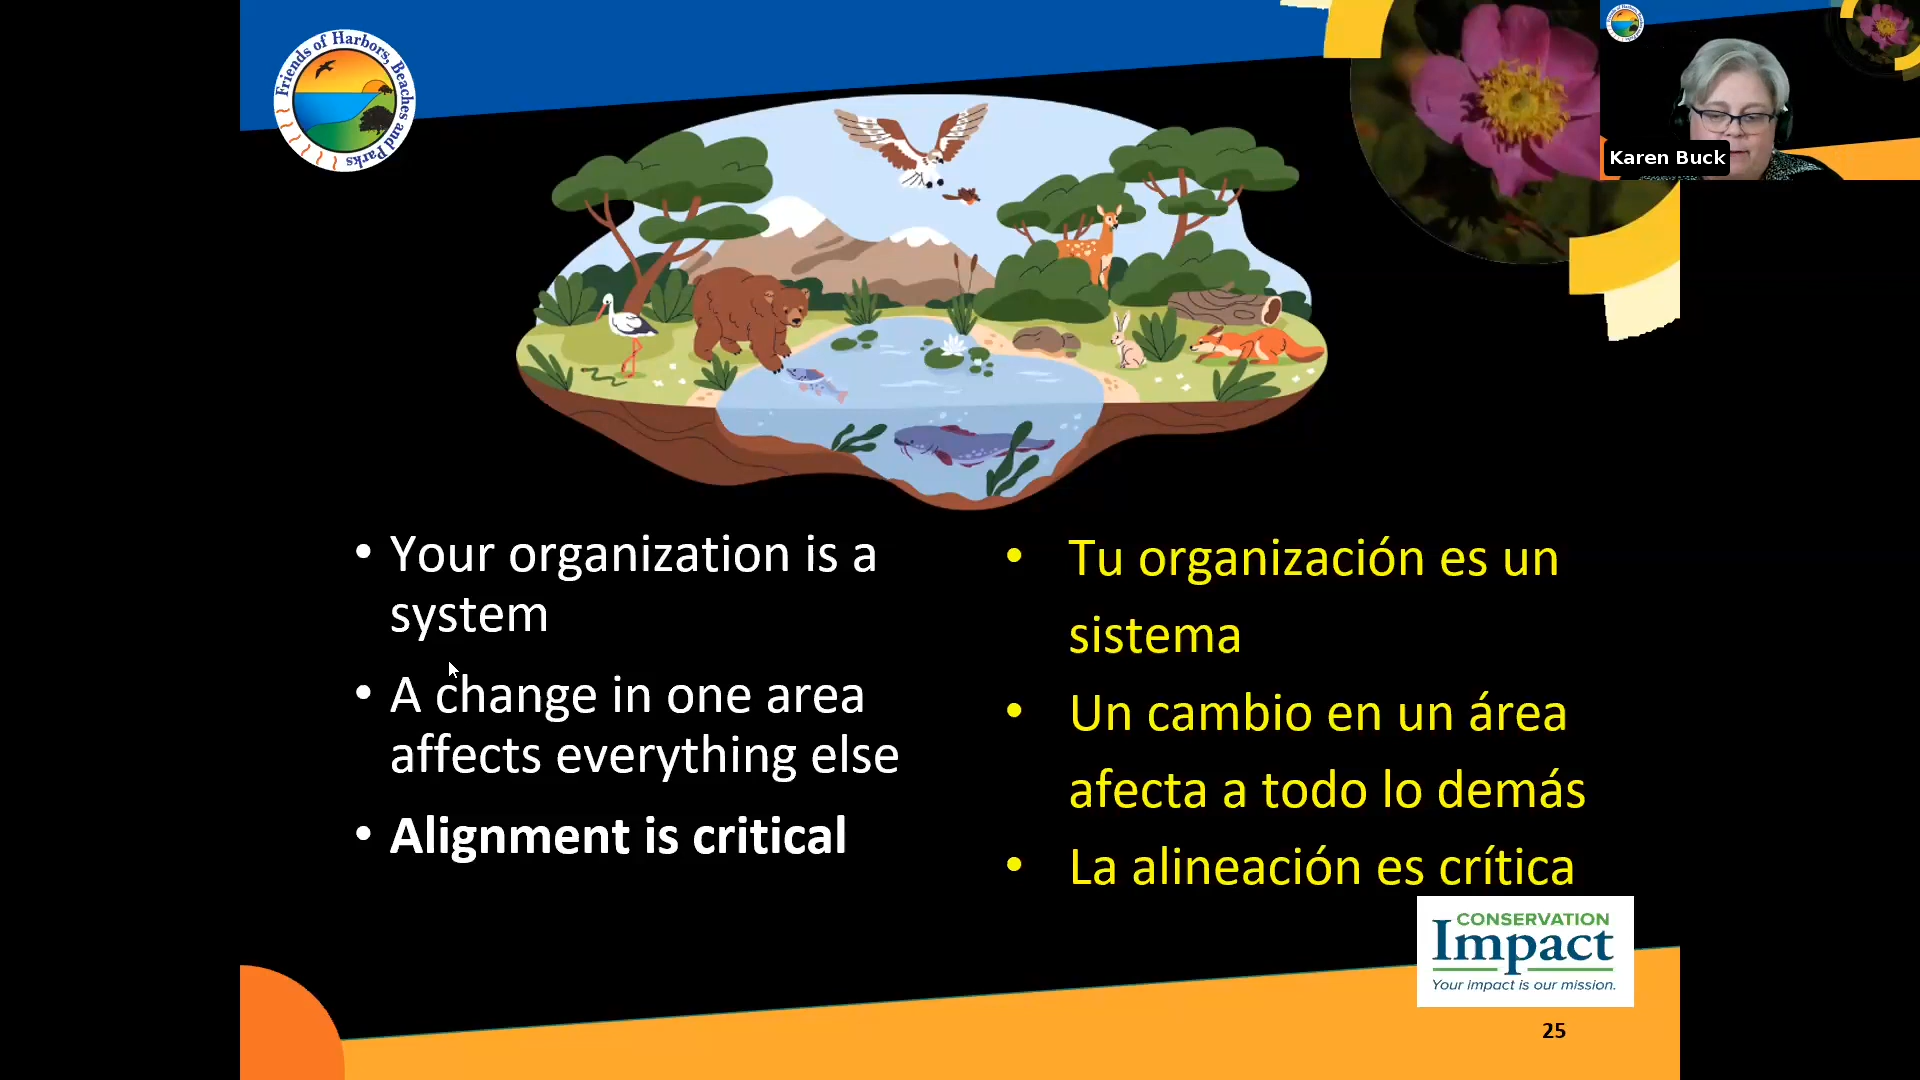 Friends of Harbors, Beaches and Parks
Karen Buck
• Your organization is a
system
• A change in one area
affects everything else
• Alignment is critical
• Tu organización es un
sistema
• Un cambio en un área
afecta a todo lo demás
• La alineación es crítica
CONSERVATION
Impact
Your impact is our mission.
25